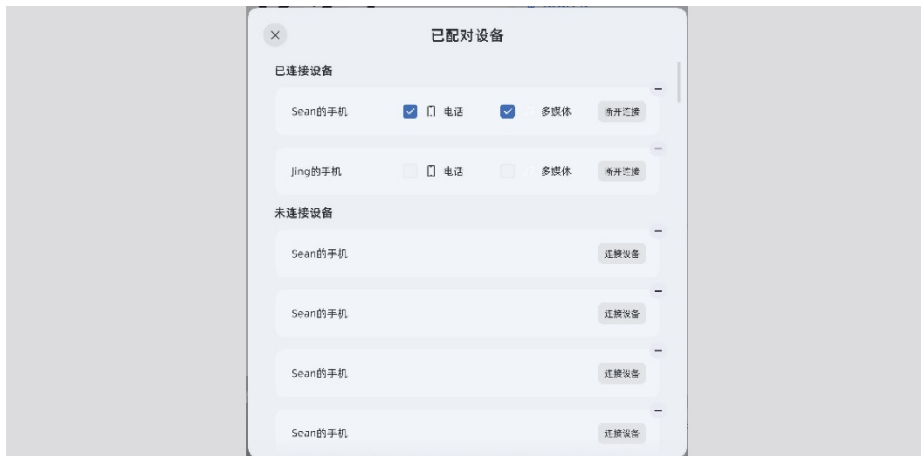 已配对设备
已连接设备
Sean的手机 电话 多媒体 断开连接
Jing的手机 电话 多媒体 断开连接
未连接设备
Sean的手机 连接设备
Sean的手机 连接设备
Sean的手机 连接设备
Sean的手机 连接设备